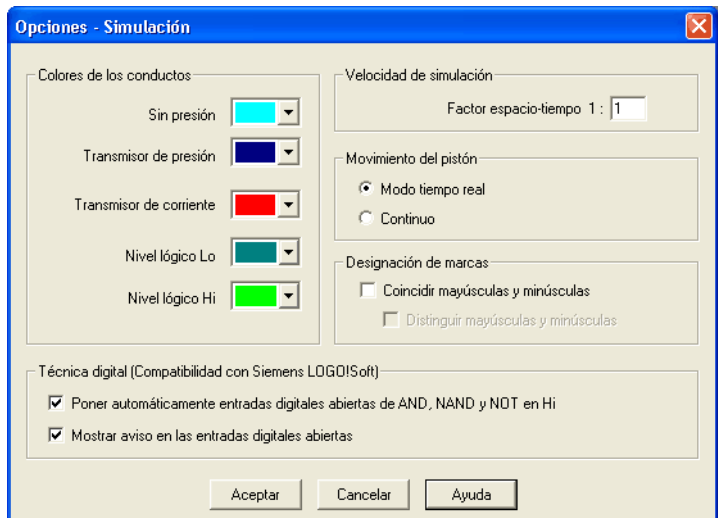 Opciones - Simulación
Colores de los conductos
Sin presión
Transmisor de presión
Transmisor de corriente
Nivel lógico Lo
Nivel lógico Hi
Velocidad de simulación
Factor espacio-tiempo 1 : 1
Movimiento del pistón
Modo tiempo real
Continuo
Designación de marcas
Coincidir mayúsculas y minúsculas
Distinguir mayúsculas y minúsculas
Técnica digital (Compatibilidad con Siemens LOGO!Soft)
Poner automáticamente entradas digitales abiertas de AND, NAND y NOT en Hi
Mostrar aviso en las entradas digitales abiertas
Aceptar Cancelar Ayuda